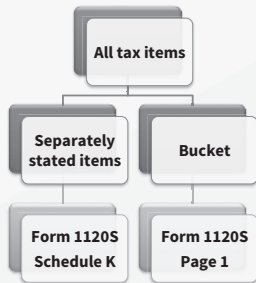 All tax items
Separately
stated items
Bucket
Form 1120S
Schedule K
Form 1120S
Page 1